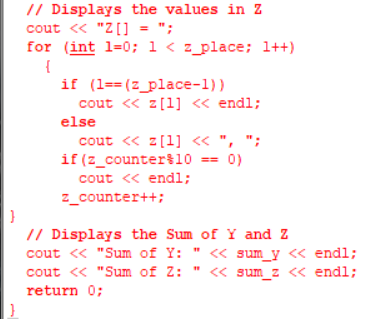 // Displays the values in Z
cout << "Z[] = ";
for (int l=0; l < z_place; l++)
{
if (l==(z_place-1))
cout << z[l] << endl;
else
cout << z[l] << ", ";
if(z_counter%10 == 0)
cout << endl;
z_counter++;
}
// Displays the Sum of Y and Z
cout << "Sum of Y: " << sum_y << endl;
cout << "Sum of Z: " << sum_z << endl;
return 0;
}